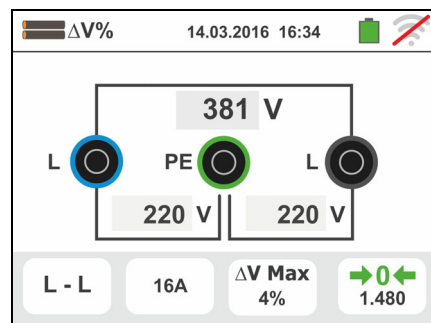 ΔV% 14.03.2016 16:34
381 V
L PE L
220 V 220 V
L - L 16A ΔV Max 4% ➔0← 1.480